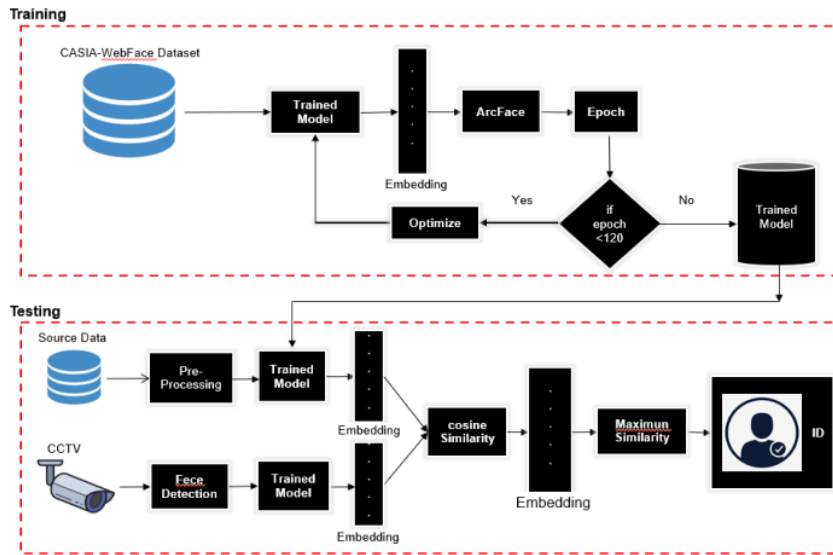 Training
CASIA-WebFace Dataset
Trained
Model
ArcFace
Epoch
Embedding
Yes
No
Optimize
if
epoch
<120
Trained
Model
Testing
Source Data
Pre-
Processing
Trained
Model
Embedding
cosine
Similarity
Maximun
Similarity
ID
CCTV
Fece
Detection
Trained
Model
Embedding
Embedding